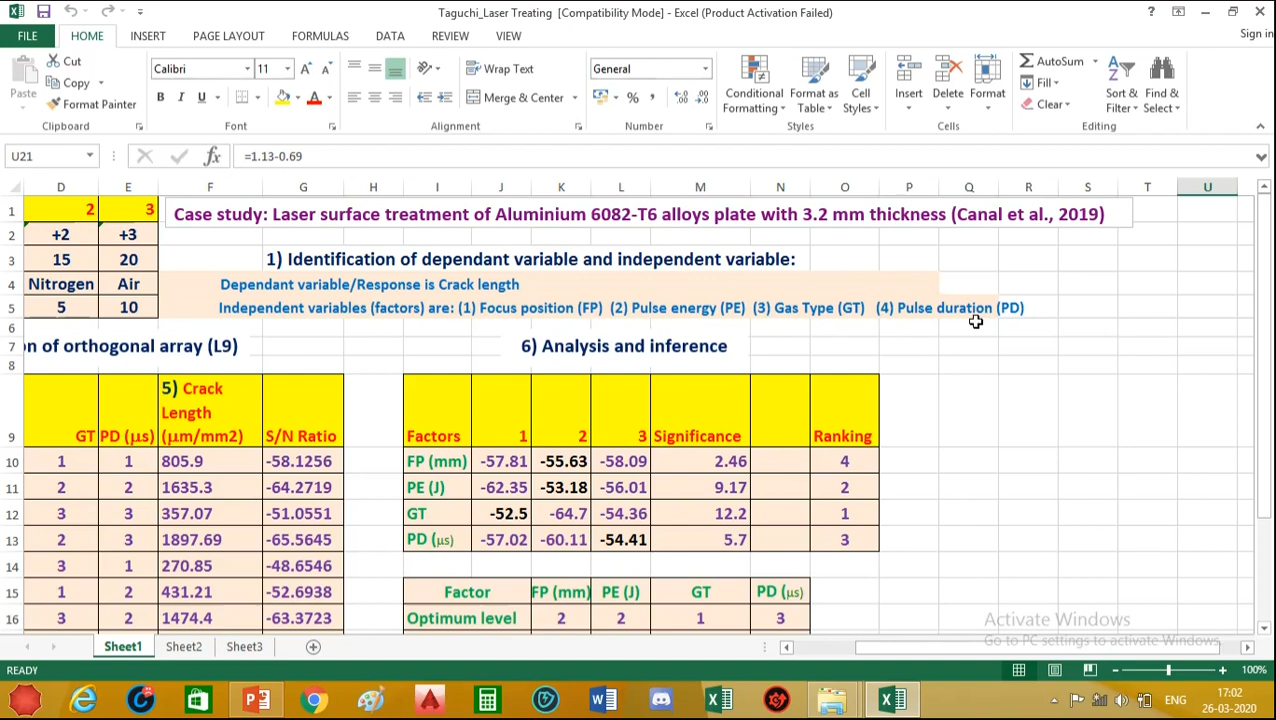 Taguchi_Laser Treating [Compatibility Mode] - Excel (Product Activation Failed)
FILE HOME INSERT PAGE LAYOUT FORMULAS DATA REVIEW VIEW Sign in
Paste
Cut
Copy
Format Painter
Calibri 11
B I U
Wrap Text
Merge & Center
General
%
Conditional Formatting
Format as Table
Cell Styles
Insert
Delete
Format
AutoSum
Fill
Clear
Sort & Filter
Find & Select
Clipboard Font Alignment Number Styles Cells Editing
U21 fx =1.13-0.69
D E F G H I J K L M N O P Q R S T U
1 2 3 Case study: Laser surface treatment of Aluminium 6082-T6 alloys plate with 3.2 mm thickness (Canal et al., 2019)
2 +2 +3
3 15 20 1) Identification of dependant variable and independent variable:
4 Nitrogen Air Dependant variable/Response is Crack length
5 5 10 Independent variables (factors) are: (1) Focus position (FP) (2) Pulse energy (PE) (3) Gas Type (GT) (4) Pulse duration (PD)
6
7 on of orthogonal array (L9) 6) Analysis and inference
8
9 GT PD (µs) 5) Crack Length (µm/mm2) S/N Ratio Factors 1 2 3 Significance Ranking
10 1 1 805.9 -58.1256 FP (mm) -57.81 -55.63 -58.09 2.46 4
11 2 2 1635.3 -64.2719 PE (J) -62.35 -53.18 -56.01 9.17 2
12 3 3 357.07 -51.0551 GT -52.5 -64.7 -54.36 12.2 1
13 2 3 1897.69 -65.5645 PD (µs) -57.02 -60.11 -54.41 5.7 3
14 3 1 270.85 -48.6546
15 1 2 431.21 -52.6938 Factor FP (mm) PE (J) GT PD (µs)
16 3 2 1474.4 -63.3723 Optimum level 2 2 1 3
Activate Windows
Go to PC settings to activate Windows.
Sheet1 Sheet2 Sheet3
READY 100%
ENG 17:02
26-03-2020